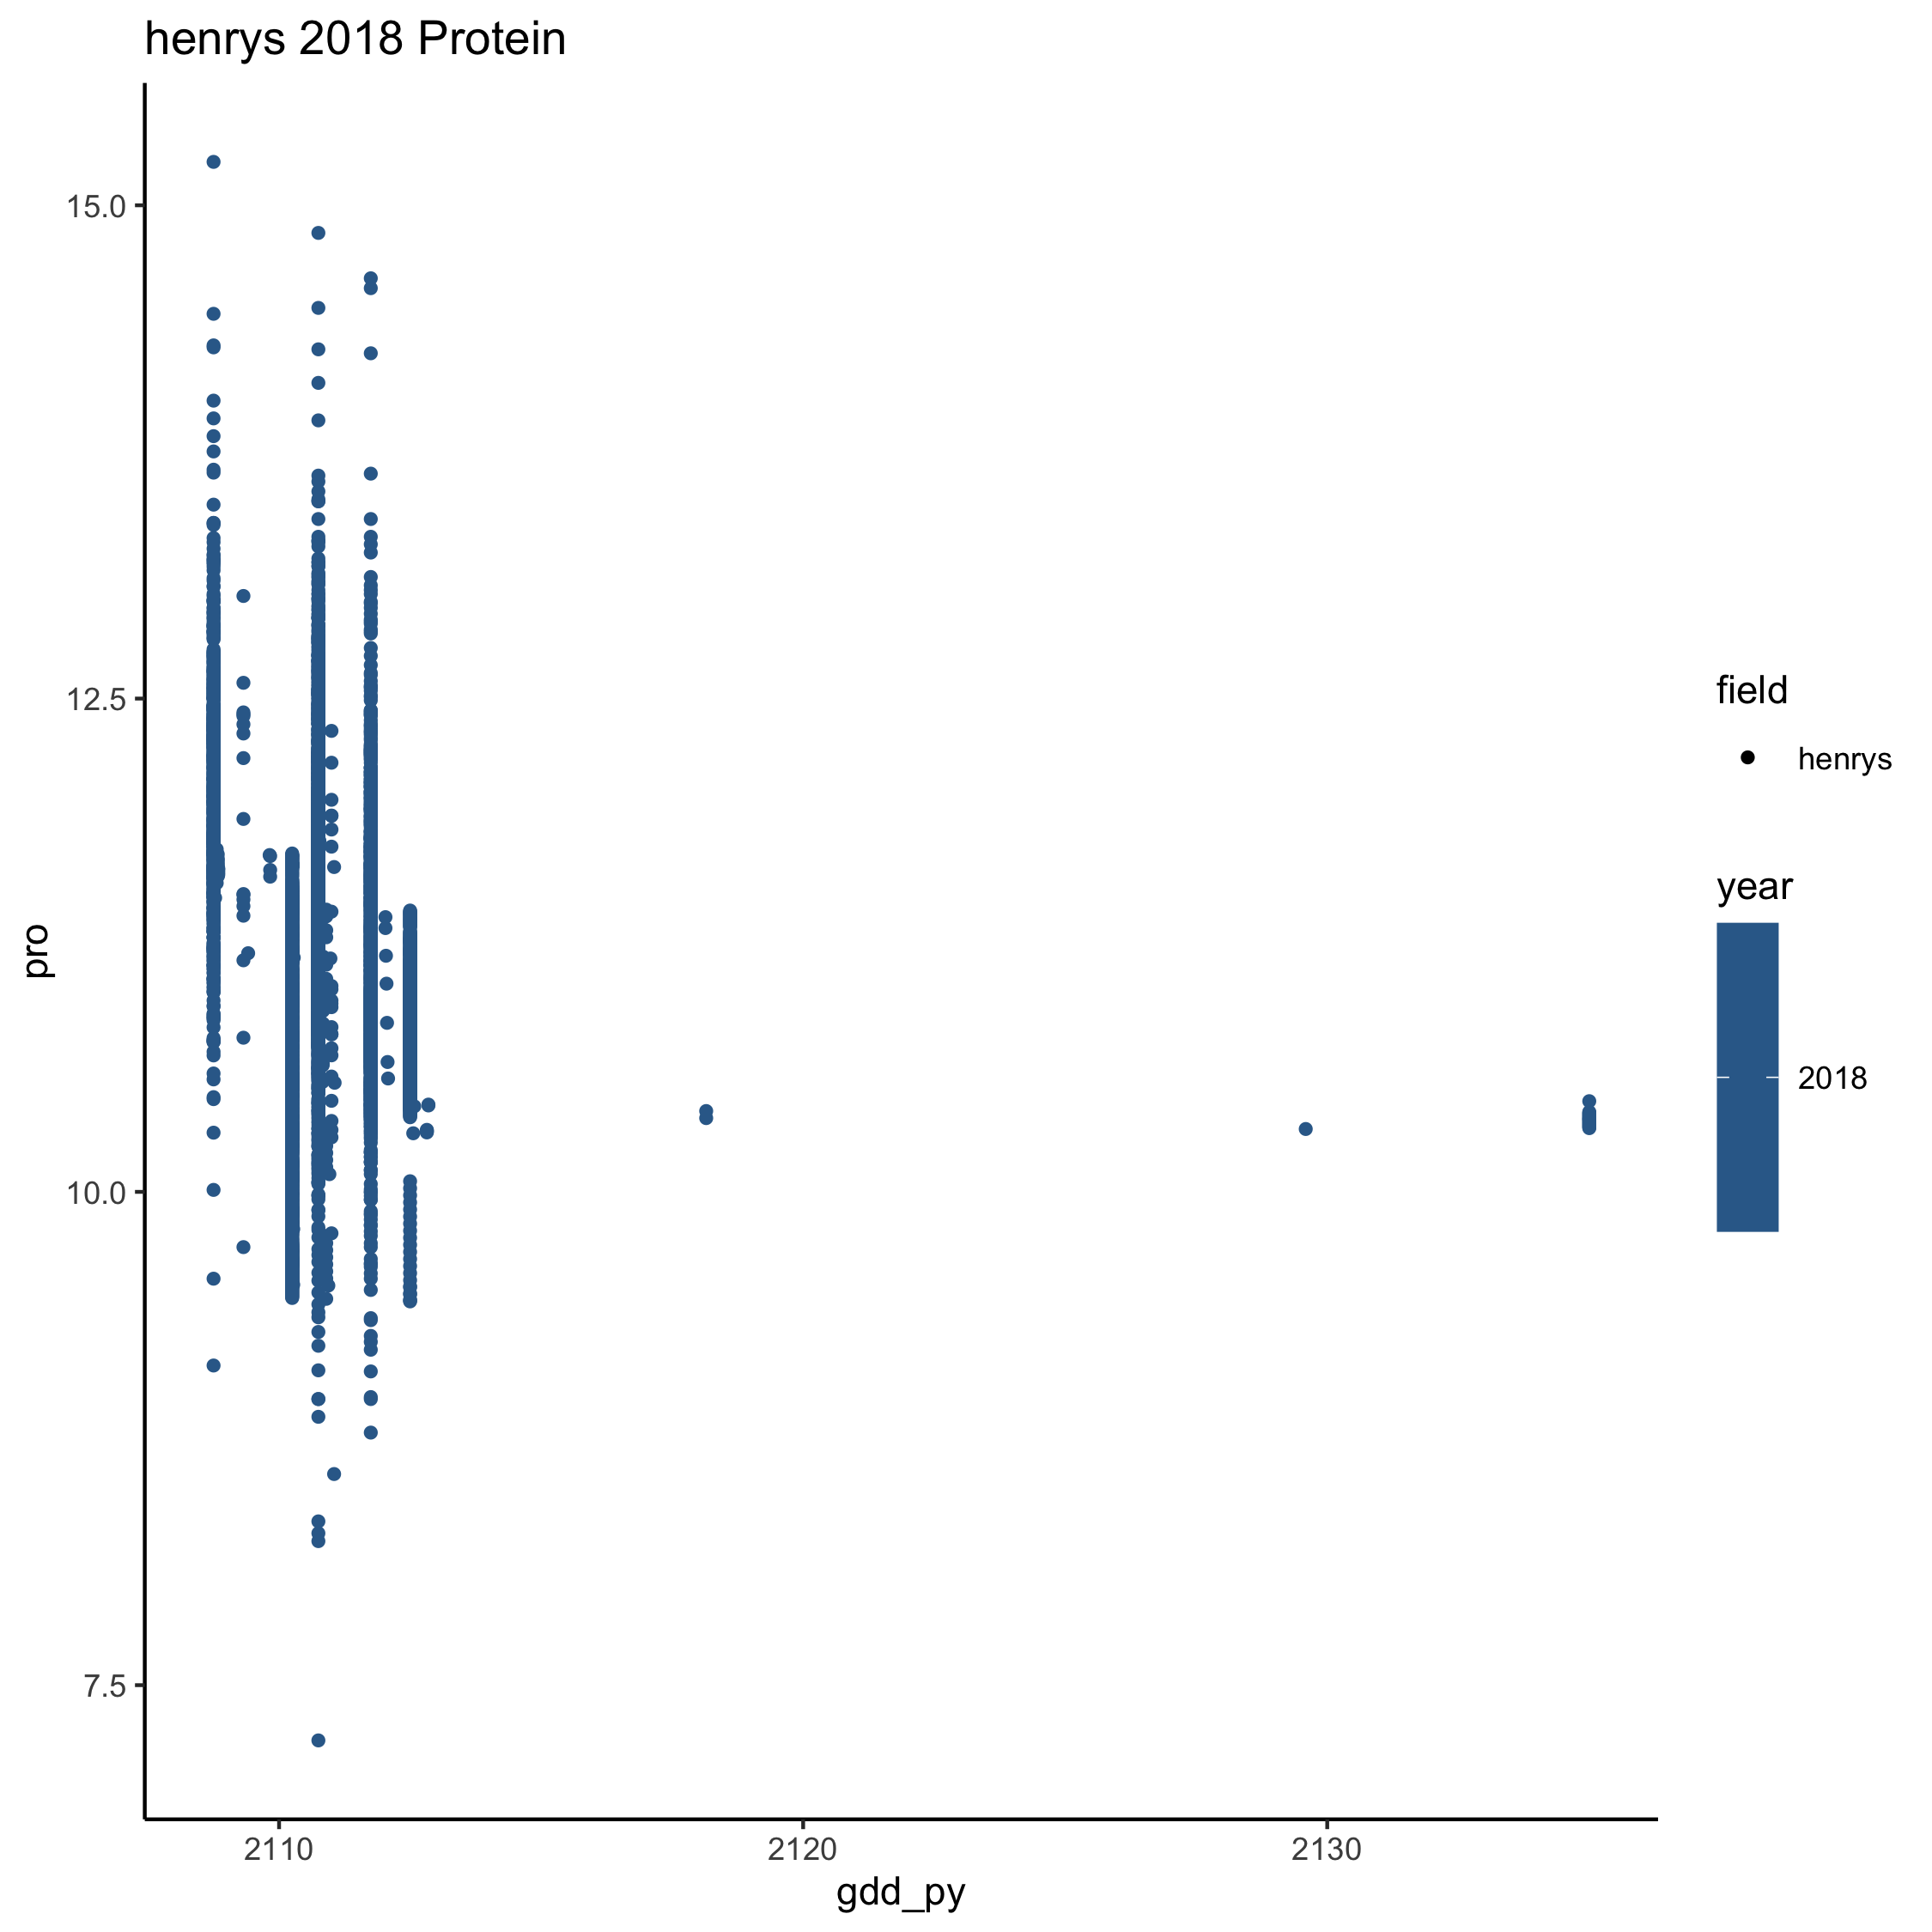 henrys 2018 Protein
15.0
12.5
10.0
7.5
pro
2110
2120
2130
gdd_py
field
henrys
year
2018